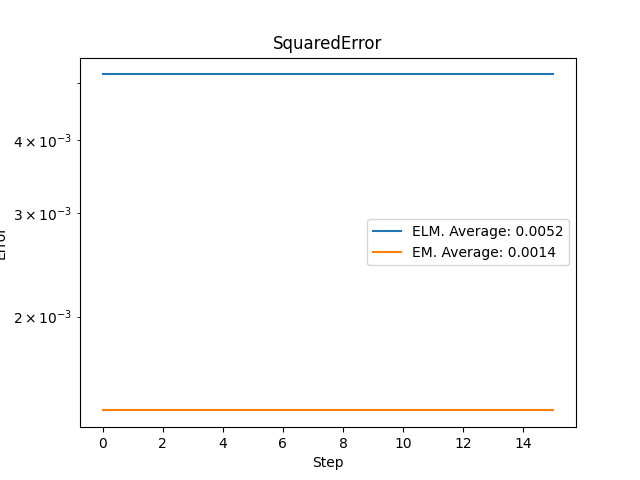 SquaredError
4 × 10⁻³
3 × 10⁻³
2 × 10⁻³
Error
ELM. Average: 0.0052
EM. Average: 0.0014
0 2 4 6 8 10 12 14
Step